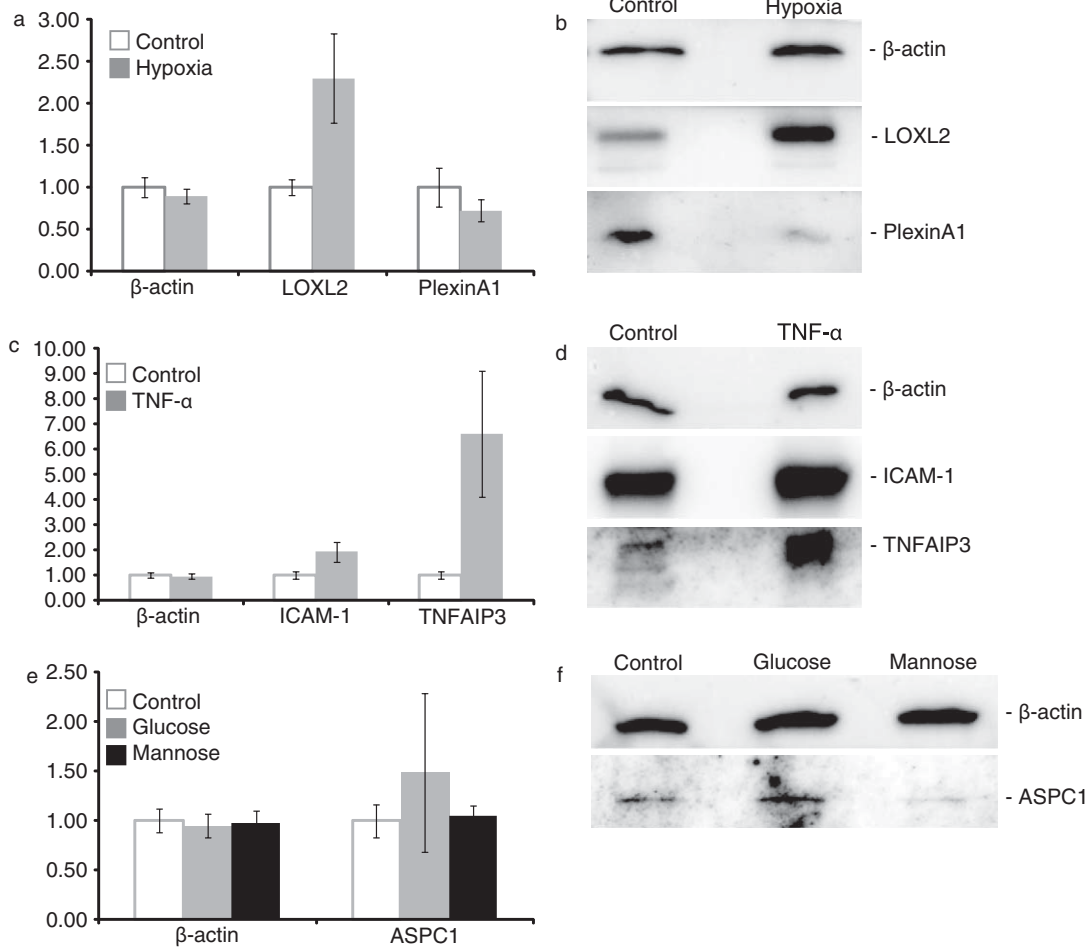 a
3.00
2.50
2.00
1.50
1.00
0.50
0.00
Control
Hypoxia
β-actin LOXL2 PlexinA1
b
Control Hypoxia
- β-actin
- LOXL2
- PlexinA1
c
10.00
9.00
8.00
7.00
6.00
5.00
4.00
3.00
2.00
1.00
0.00
Control
TNF-α
β-actin ICAM-1 TNFAIP3
d
Control TNF-α
- β-actin
- ICAM-1
- TNFAIP3
e
2.50
2.00
1.50
1.00
0.50
0.00
Control
Glucose
Mannose
β-actin ASPC1
f
Control Glucose Mannose
- β-actin
- ASPC1